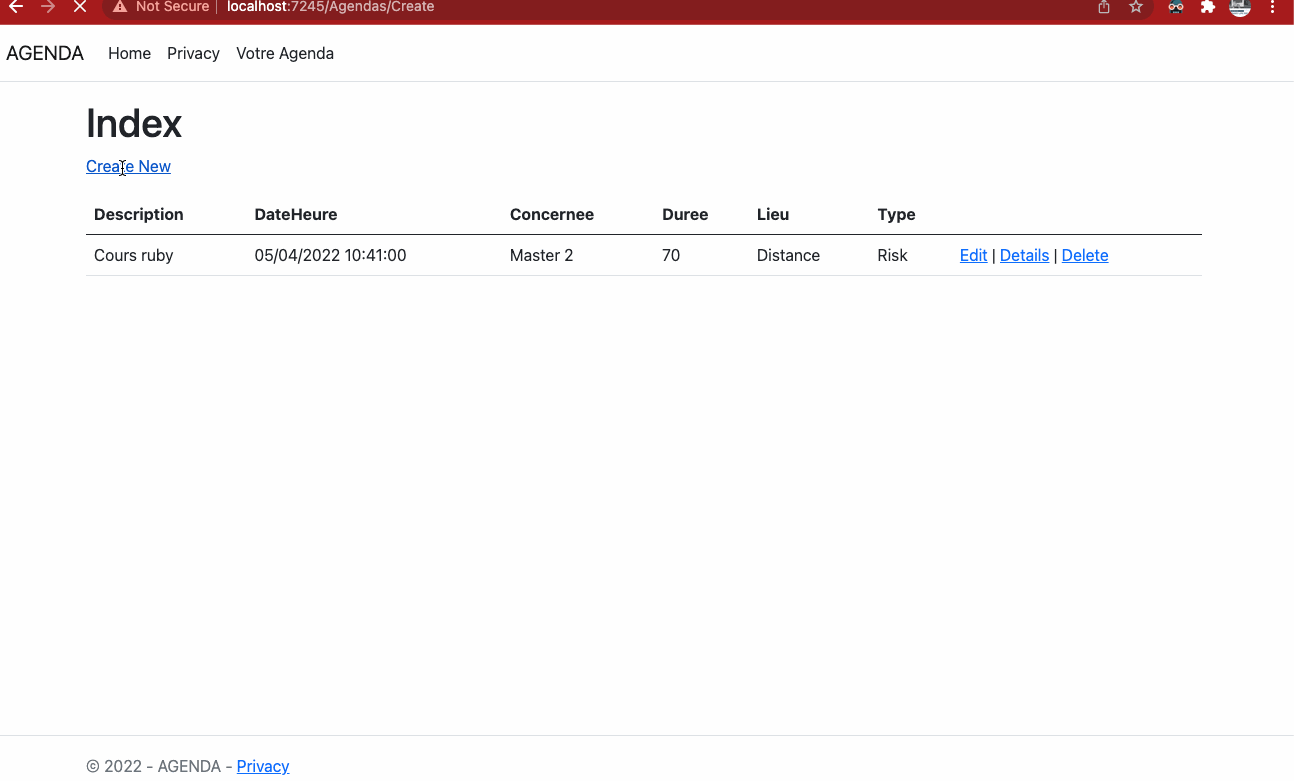 Not Secure | localhost:7245/Agendas/Create
AGENDA Home Privacy Votre Agenda
Index
Create New
Description DateHeure Concernee Duree Lieu Type
Cours ruby 05/04/2022 10:41:00 Master 2 70 Distance Risk Edit | Details | Delete
© 2022 - AGENDA - Privacy